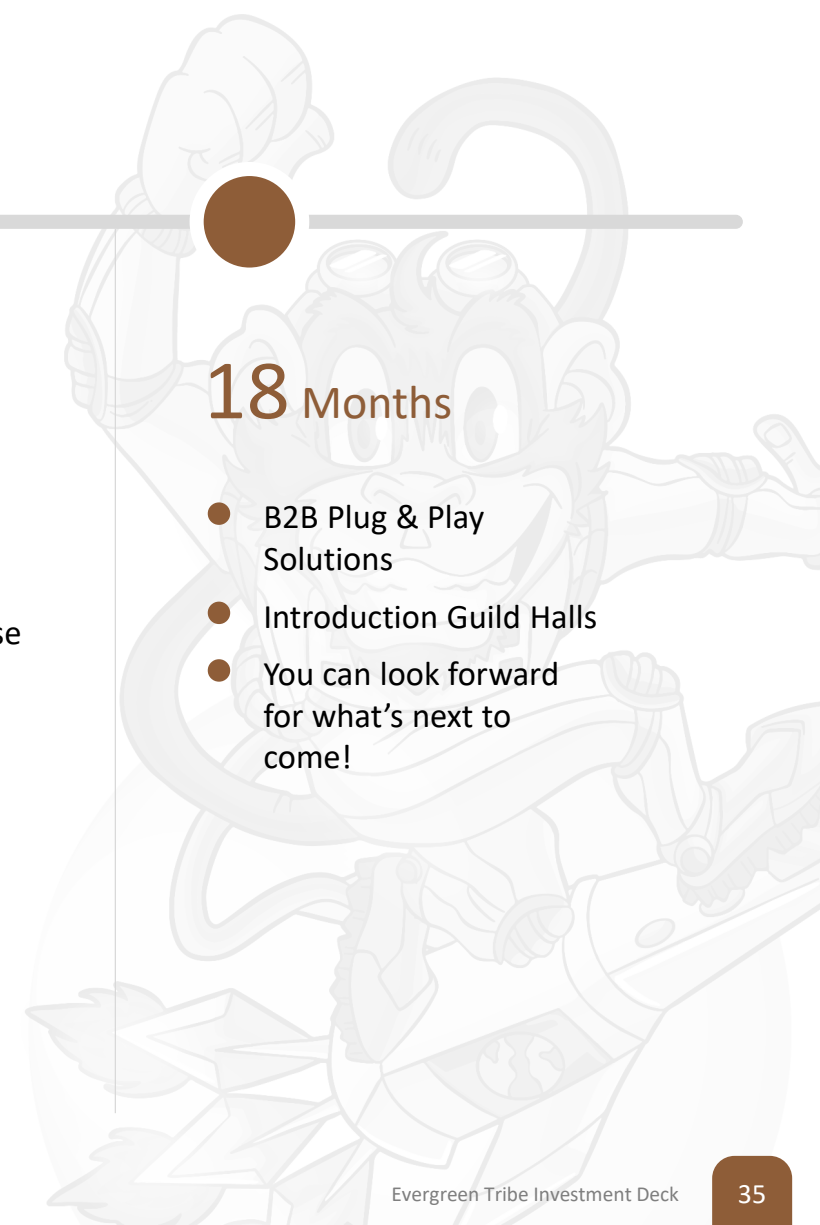 18 Months
B2B Plug & Play
Solutions
Introduction Guild Halls
se
You can look forward
for what’s next to
come!
Evergreen Tribe Investment Deck
35